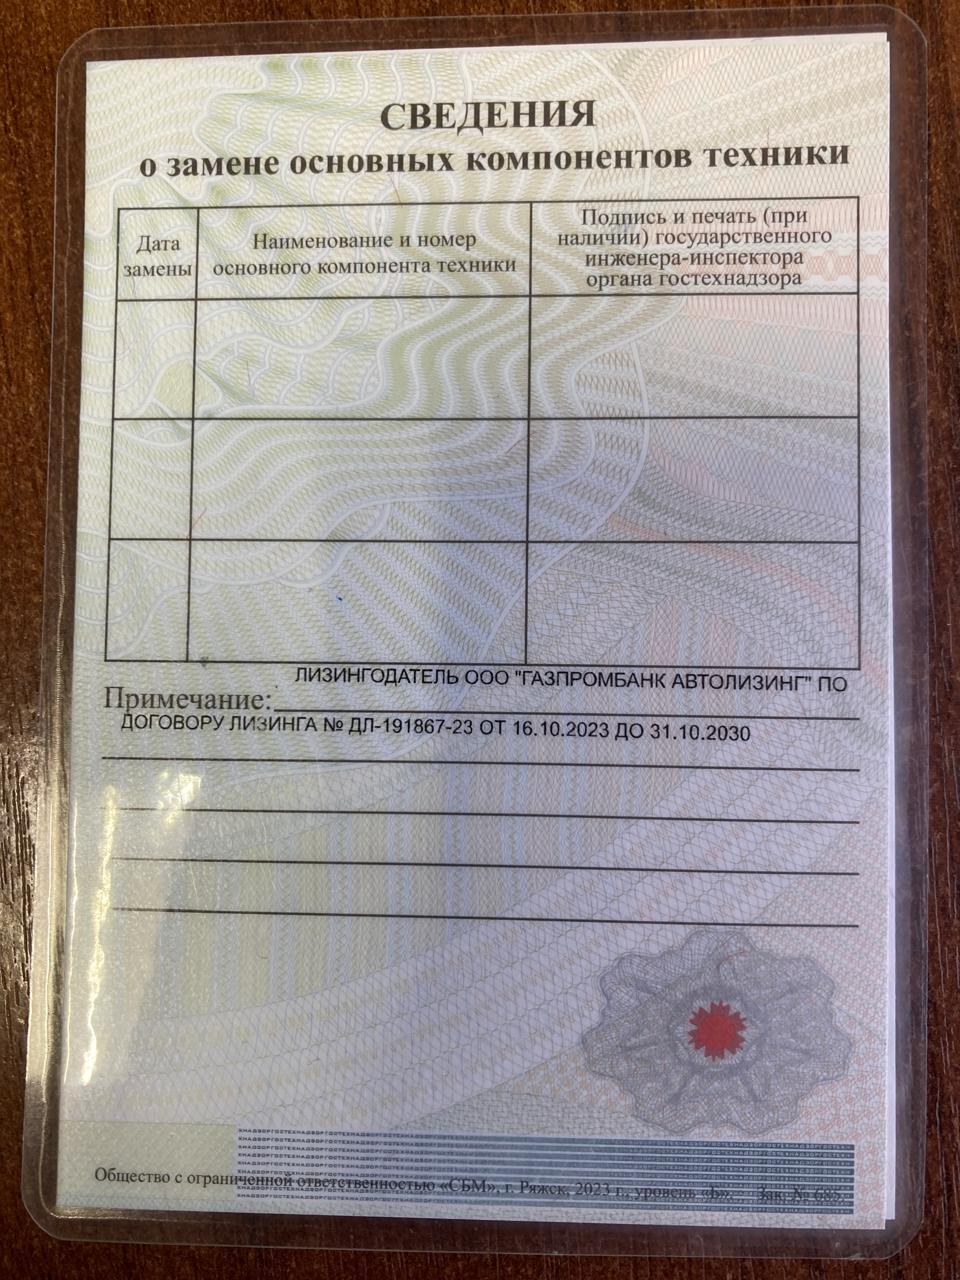 СВЕДЕНИЯ
о замене основных компонентов техники
Дата
замены
Наименование и номер
основного компонента техники
Подпись и печать (при
наличии) государственного
инженера-инспектора
органа гостехнадзора
ЛИЗИНГОДАТЕЛЬ ООО "ГАЗПРОМБАНК АВТОЛИЗИНГ" ПО
Примечание:
ДОГОВОРУ ЛИЗИНГА № ДЛ-191867-23 ОТ 16.10.2023 ДО 31.10.2030
Общество с ограниченной ответственностью «СБМ», г. Ряжск, 2023 г., уровень «Б». Зак. №